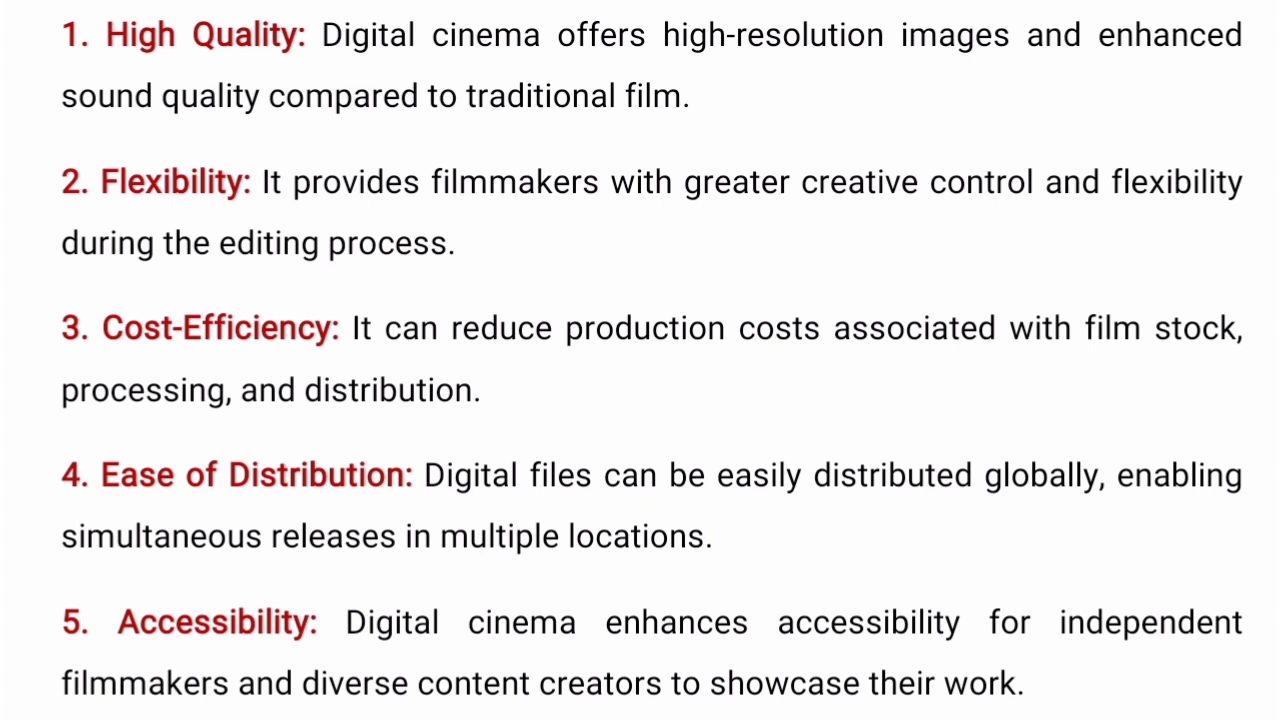 1. High Quality: Digital cinema offers high-resolution images and enhanced
sound quality compared to traditional film.
2. Flexibility: It provides filmmakers with greater creative control and flexibility
during the editing process.
3. Cost-Efficiency: It can reduce production costs associated with film stock,
processing, and distribution.
4. Ease of Distribution: Digital files can be easily distributed globally, enabling
simultaneous releases in multiple locations.
5. Accessibility: Digital cinema enhances accessibility for independent
filmmakers and diverse content creators to showcase their work.